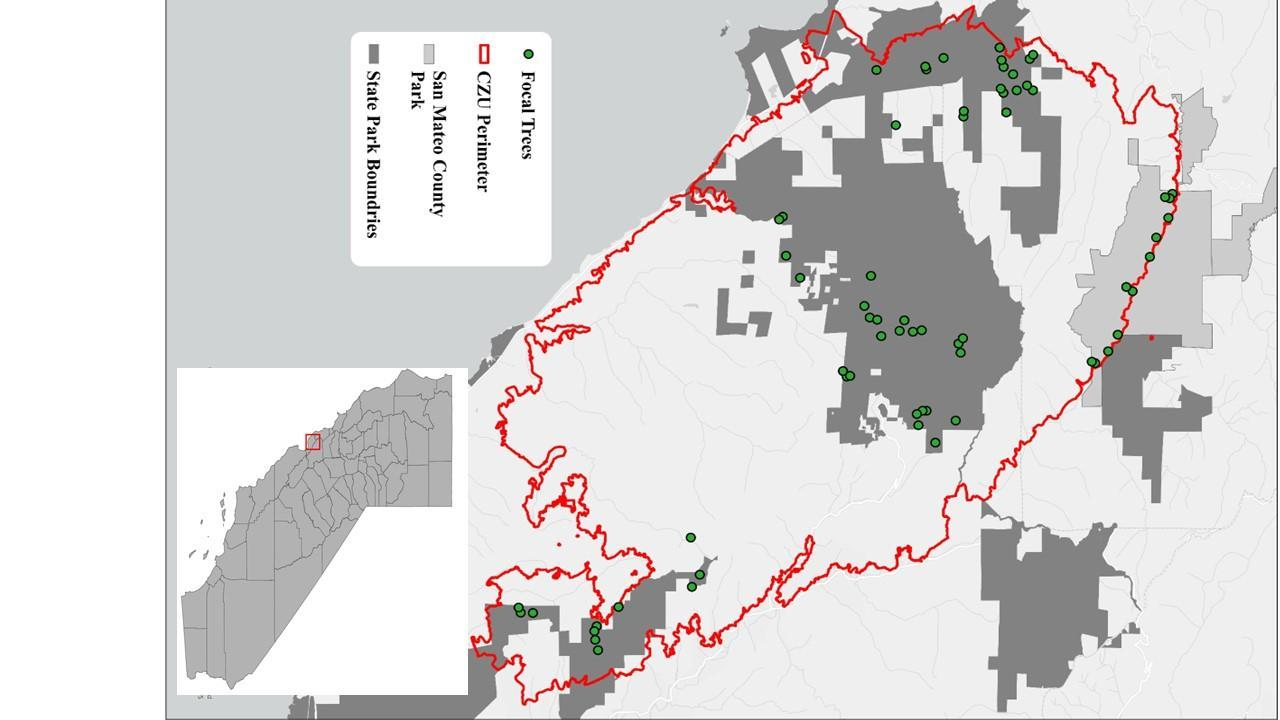 Focal Trees
CZU Perimeter
San Mateo County
Park
State Park Boundries